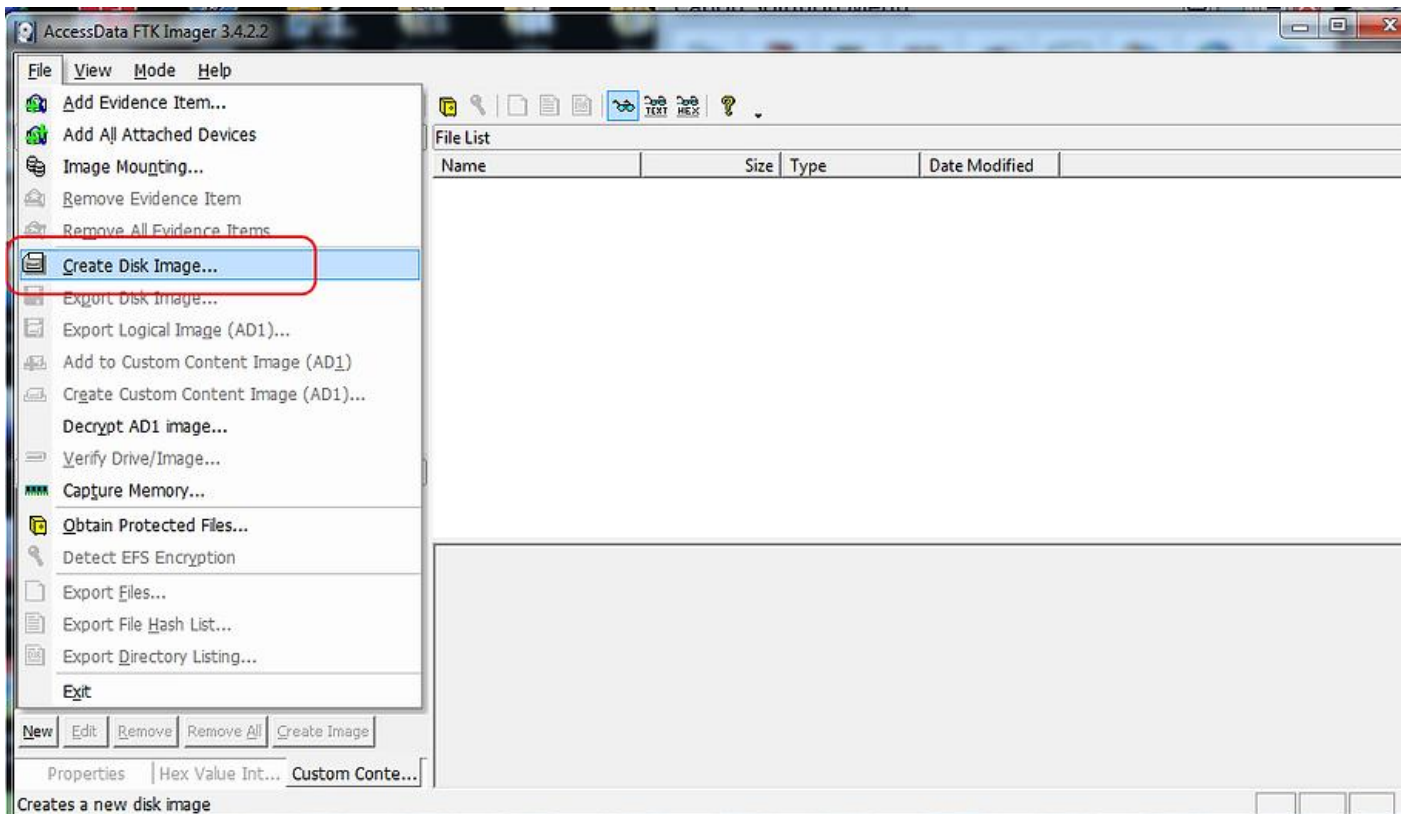 AccessData FTK Imager 3.4.2.2
File View Mode Help
Add Evidence Item...
Add All Attached Devices
Image Mounting...
Remove Evidence Item
Remove All Evidence Items
Create Disk Image...
Export Disk Image...
Export Logical Image (AD1)...
Add to Custom Content Image (AD1)
Create Custom Content Image (AD1)...
Decrypt AD1 image...
Verify Drive/Image...
Capture Memory...
Obtain Protected Files...
Detect EFS Encryption
Export Files...
Export File Hash List...
Export Directory Listing...
Exit
TEXT HEX
File List
Name Size Type Date Modified
New Edit Remove Remove All Create Image
Properties Hex Value Int... Custom Conte...
Creates a new disk image